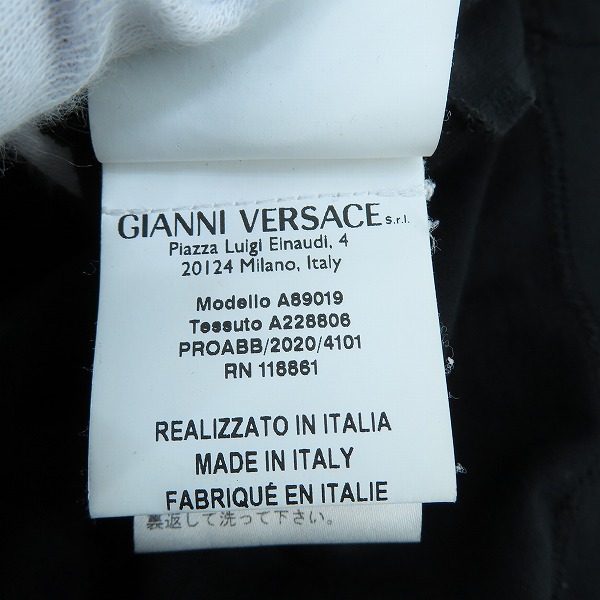 GIANNI VERSACE s.r.l.
Piazza Luigi Einaudi, 4
20124 Milano, Italy
Modello A89019
Tessuto A228806
PROABB/2020/4101
RN 118861
REALIZZATO IN ITALIA
MADE IN ITALY
FABRIQUÉ EN ITALIE
裏返して洗って下さい。